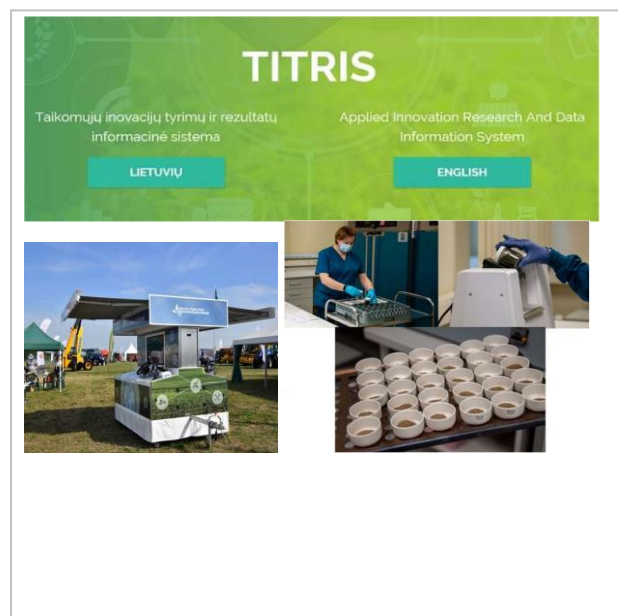 TITRIS
Taikomųjų inovacijų tyrimų ir rezultatų
informacinė sistema
LIETUVIŲ
Applied Innovation Research And Data
Information System
ENGLISH